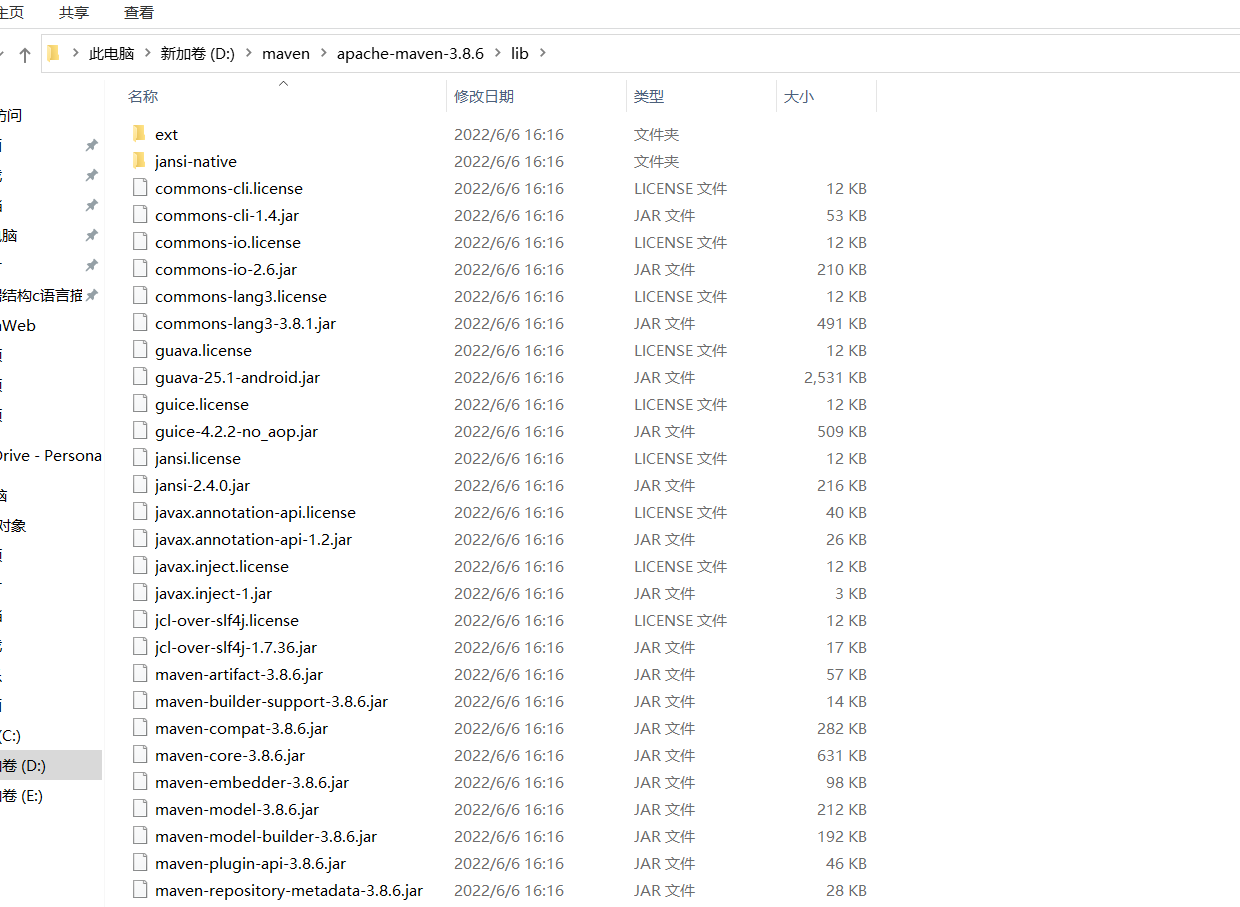 主页 共享 查看
此电脑 新加卷 (D:) maven apache-maven-3.8.6 lib
名称 修改日期 类型 大小
ext 2022/6/6 16:16 文件夹
jansi-native 2022/6/6 16:16 文件夹
commons-cli.license 2022/6/6 16:16 LICENSE 文件 12 KB
commons-cli-1.4.jar 2022/6/6 16:16 JAR 文件 53 KB
commons-io.license 2022/6/6 16:16 LICENSE 文件 12 KB
commons-io-2.6.jar 2022/6/6 16:16 JAR 文件 210 KB
commons-lang3.license 2022/6/6 16:16 LICENSE 文件 12 KB
commons-lang3-3.8.1.jar 2022/6/6 16:16 JAR 文件 491 KB
guava.license 2022/6/6 16:16 LICENSE 文件 12 KB
guava-25.1-android.jar 2022/6/6 16:16 JAR 文件 2,531 KB
guice.license 2022/6/6 16:16 LICENSE 文件 12 KB
guice-4.2.2-no_aop.jar 2022/6/6 16:16 JAR 文件 509 KB
jansi.license 2022/6/6 16:16 LICENSE 文件 12 KB
jansi-2.4.0.jar 2022/6/6 16:16 JAR 文件 216 KB
javax.annotation-api.license 2022/6/6 16:16 LICENSE 文件 40 KB
javax.annotation-api-1.2.jar 2022/6/6 16:16 JAR 文件 26 KB
javax.inject.license 2022/6/6 16:16 LICENSE 文件 12 KB
javax.inject-1.jar 2022/6/6 16:16 JAR 文件 3 KB
jcl-over-slf4j.license 2022/6/6 16:16 LICENSE 文件 12 KB
jcl-over-slf4j-1.7.36.jar 2022/6/6 16:16 JAR 文件 17 KB
maven-artifact-3.8.6.jar 2022/6/6 16:16 JAR 文件 57 KB
maven-builder-support-3.8.6.jar 2022/6/6 16:16 JAR 文件 14 KB
maven-compat-3.8.6.jar 2022/6/6 16:16 JAR 文件 282 KB
maven-core-3.8.6.jar 2022/6/6 16:16 JAR 文件 631 KB
maven-embedder-3.8.6.jar 2022/6/6 16:16 JAR 文件 98 KB
maven-model-3.8.6.jar 2022/6/6 16:16 JAR 文件 212 KB
maven-model-builder-3.8.6.jar 2022/6/6 16:16 JAR 文件 192 KB
maven-plugin-api-3.8.6.jar 2022/6/6 16:16 JAR 文件 46 KB
maven-repository-metadata-3.8.6.jar 2022/6/6 16:16 JAR 文件 28 KB
访问
脑
结构c语言描
Web
Drive - Persona
脑
对象
(C:)
卷 (D:)
卷 (E:)